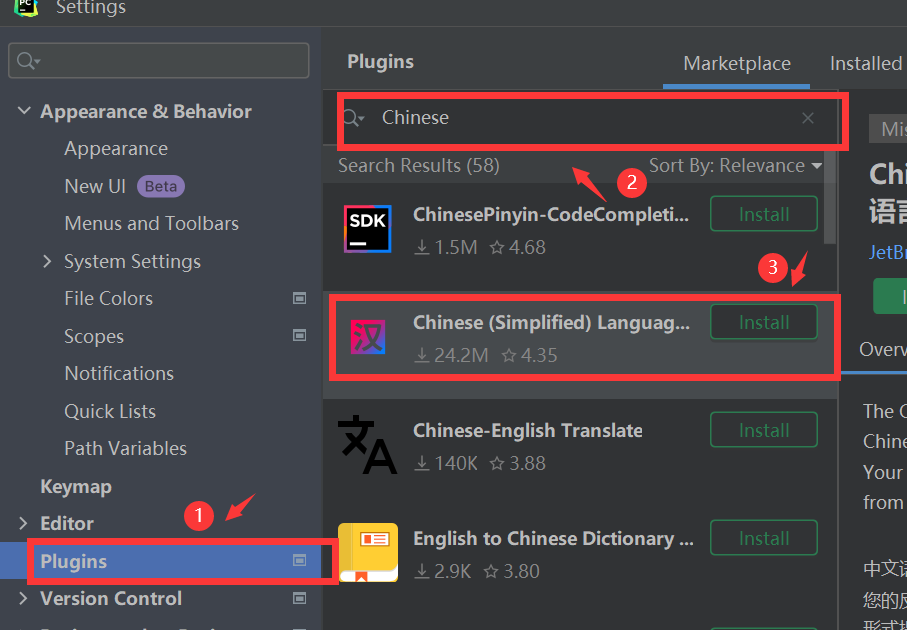 PC
Settings
Appearance & Behavior
Appearance
New UI Beta
Menus and Toolbars
System Settings
File Colors
Scopes
Notifications
Quick Lists
Path Variables
Keymap
Editor
1
Plugins
Version Control
Plugins
Marketplace
Installed
Chinese
Search Results (58)
2
Sort By: Relevance
SDK
ChinesePinyin-CodeCompleti...
Install
1.5M
4.68
3
汉
Chinese (Simplified) Languag...
Install
24.2M
4.35
文A
Chinese-English Translate
Install
140K
3.88
English to Chinese Dictionary ...
Install
2.9K
3.80
Mis
Chi
语言
JetBr
I
Overv
The C
Chine
Your
from
中文语
您的反